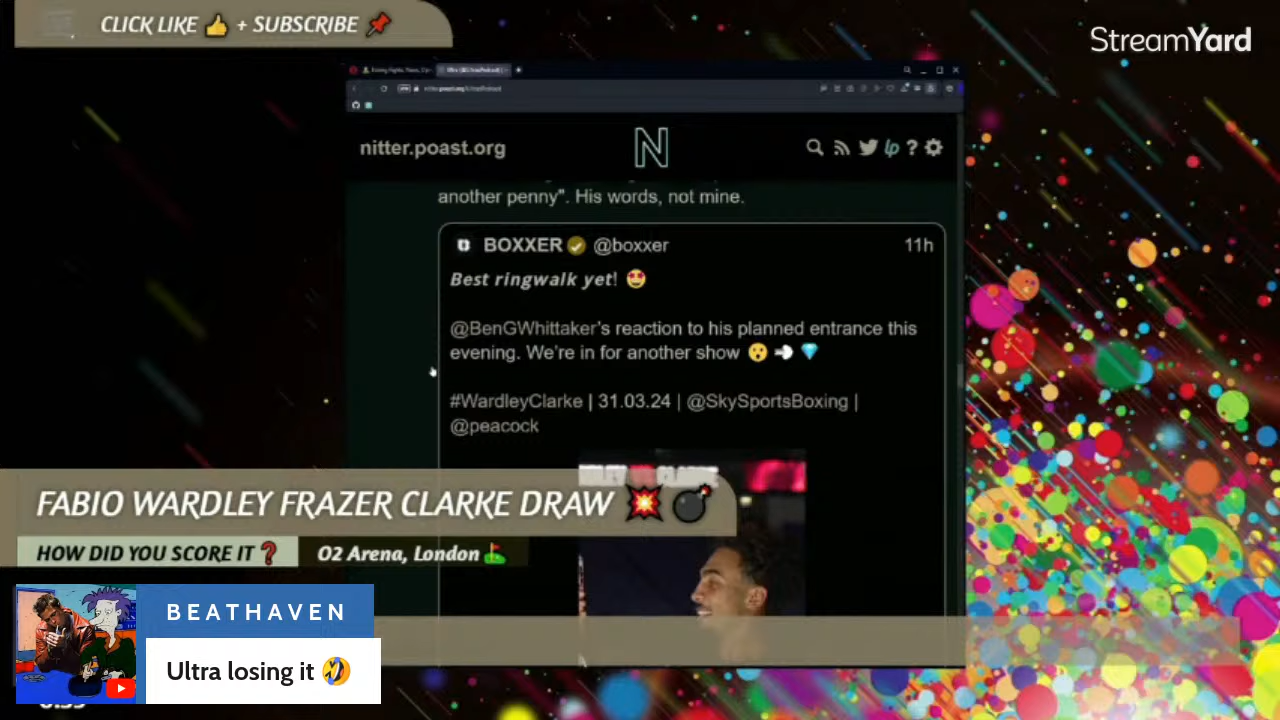 CLICK LIKE 👍 + SUBSCRIBE 📌
StreamYard
nitter.poast.org
N
another penny". His words, not mine.
BOXXER @boxxer 11h
Best ringwalk yet! 🤩
@BenGWhittaker's reaction to his planned entrance this
evening. We're in for another show 😮💨💎
#WardleyClarke | 31.03.24 | @SkySportsBoxing |
@peacock
FABIO WARDLEY FRAZER CLARKE DRAW 💥 💣
HOW DID YOU SCORE IT❓ O2 Arena, London ⛳
BEATHAVEN
Ultra losing it 🤣